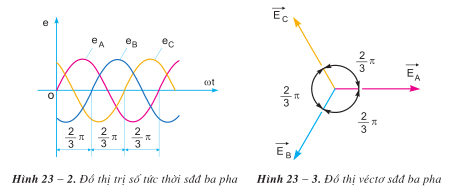 e
e_A e_B e_C
O
ωt
2/3 π 2/3 π 2/3 π
Hình 23 – 2. Đồ thị trị số tức thời sđđ ba pha
E_C
2/3 π
E_A
2/3 π
2/3 π
E_B
Hình 23 – 3. Đồ thị véctơ sđđ ba pha